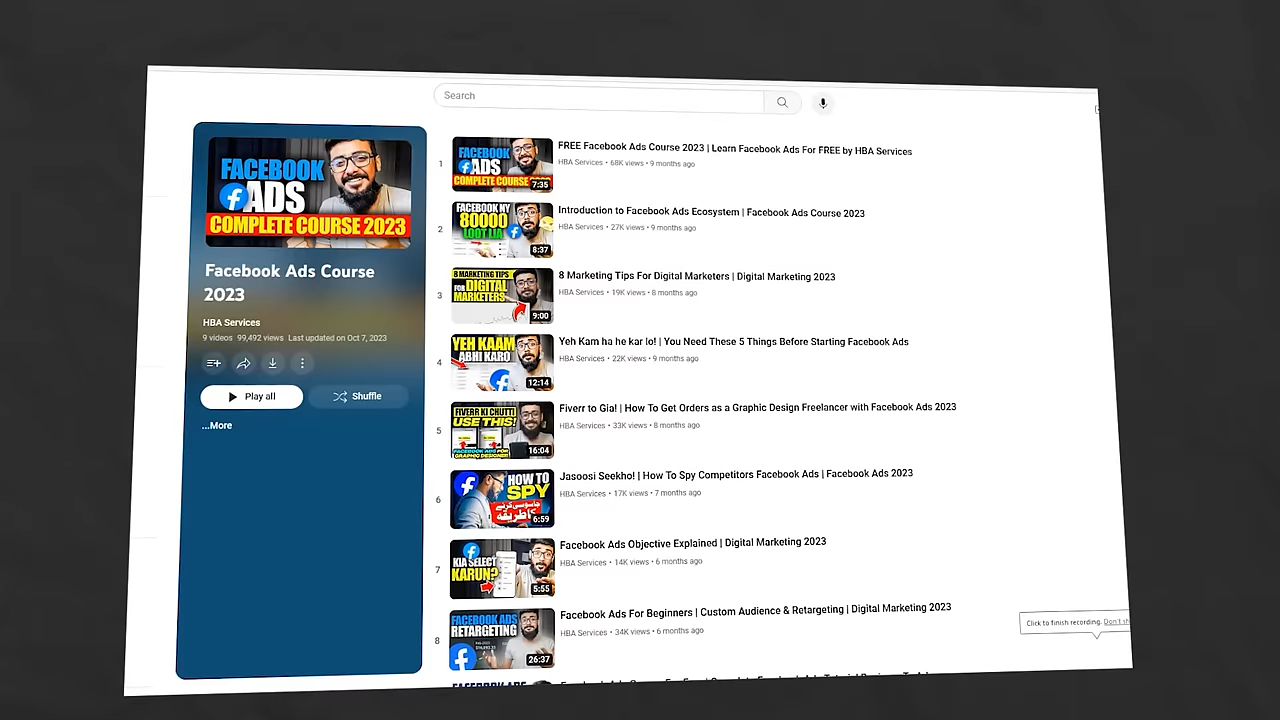 Search
FACEBOOK
ADS
COMPLETE COURSE 2023
Facebook Ads Course
2023
HBA Services
9 videos 99,492 views Last updated on Oct 7, 2023
Play all
Shuffle
...More
1
FACEBOOK
ADS
COMPLETE COURSE
7:35
FREE Facebook Ads Course 2023 | Learn Facebook Ads For FREE by HBA Services
HBA Services • 68K views • 9 months ago
2
FACEBOOK NY
80000
LOOT LIA
8:37
Introduction to Facebook Ads Ecosystem | Facebook Ads Course 2023
HBA Services • 27K views • 9 months ago
3
8 MARKETING TIPS
FOR DIGITAL
MARKETERS
9:00
8 Marketing Tips For Digital Marketers | Digital Marketing 2023
HBA Services • 19K views • 8 months ago
4
YEH KAAM
ABHI KARO
12:14
Yeh Kam ha he kar lo! | You Need These 5 Things Before Starting Facebook Ads
HBA Services • 22K views • 9 months ago
5
FIVERR KI CHUTTI
USE THIS!
FACEBOOK ADS FOR
GRAPHIC DESIGNER
16:04
Fiverr to Gia! | How To Get Orders as a Graphic Design Freelancer with Facebook Ads 2023
HBA Services • 33K views • 8 months ago
6
HOW TO
SPY
جاسوسی کرنے
کا طریقہ
6:59
Jasoosi Seekho! | How To Spy Competitors Facebook Ads | Facebook Ads 2023
HBA Services • 17K views • 7 months ago
7
KIA SELECT
KARUN?
5:55
Facebook Ads Objective Explained | Digital Marketing 2023
HBA Services • 14K views • 6 months ago
8
FACEBOOK ADS
RETARGETING
26:37
Facebook Ads For Beginners | Custom Audience & Retargeting | Digital Marketing 2023
HBA Services • 34K views • 6 months ago
Click to finish recording.